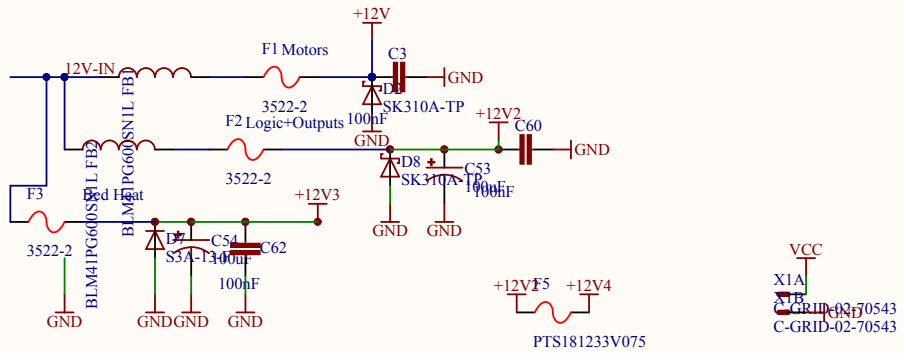 +12V
F1 Motors
C3
12V-IN
GND
BLM41PG600SN1L FB1
D2
SK310A-TP
3522-2
100nF
+12V2
F2 Logic+Outputs
C60
GND
GND
BLM41PG600SN1L FB2
D8
C53
SK310A-TP
100uF
100nF
3522-2
F3
Bed Heat
+12V3
GND
GND
D7
C54
C62
S3A-13-F
100uF
3522-2
VCC
100nF
X1A
+12V2
F5
+12V4
X1B
C-GRID-02-70543
GND
GND
GND
GND
GND
C-GRID-02-70543
PTS181233V075